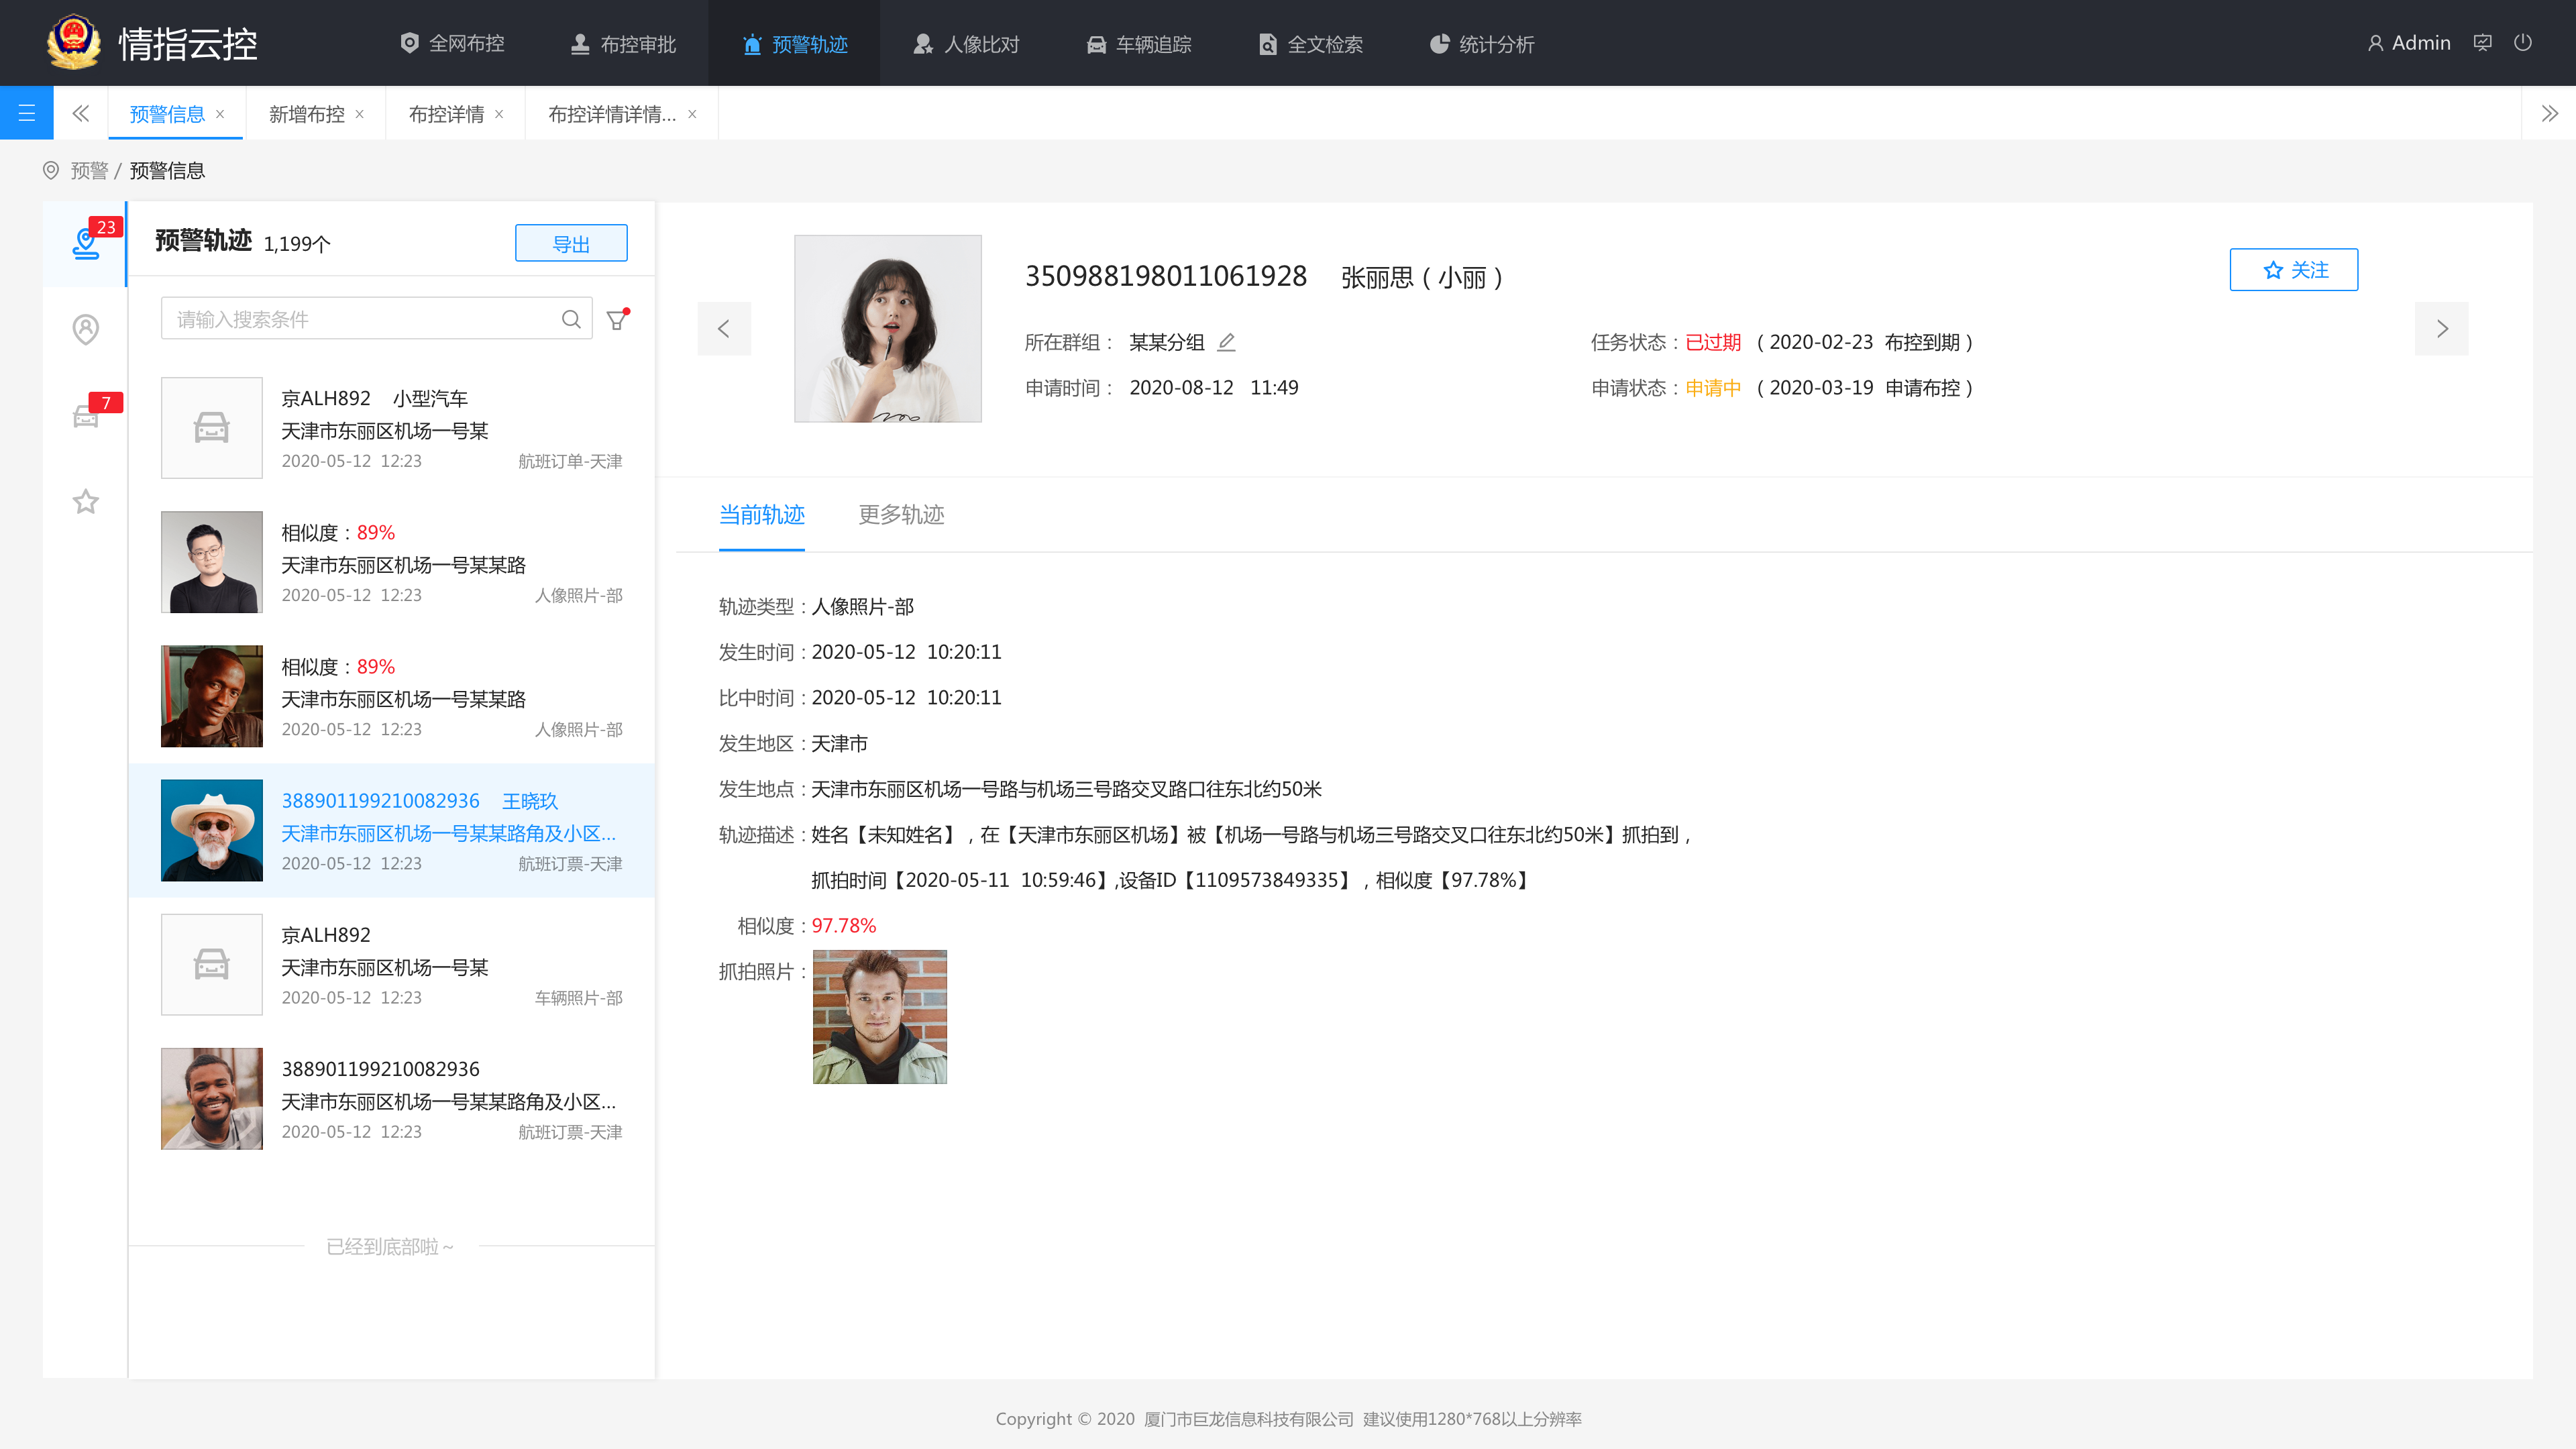 情指云控
全网布控
布控审批
预警轨迹
人像比对
车辆追踪
全文检索
统计分析
Admin
预警信息 ×
新增布控 ×
布控详情 ×
布控详情详情... ×
预警 / 预警信息
23
7
预警轨迹 1,199个
导出
请输入搜索条件
京ALH892 小型汽车
天津市东丽区机场一号某
2020-05-12 12:23 航班订单-天津
相似度：89%
天津市东丽区机场一号某某路
2020-05-12 12:23 人像照片-部
相似度：89%
天津市东丽区机场一号某某路
2020-05-12 12:23 人像照片-部
388901199210082936 王晓玖
天津市东丽区机场一号某某路角及小区...
2020-05-12 12:23 航班订票-天津
京ALH892
天津市东丽区机场一号某
2020-05-12 12:23 车辆照片-部
388901199210082936
天津市东丽区机场一号某某路角及小区...
2020-05-12 12:23 航班订票-天津
已经到底部啦~
350988198011061928 张丽思（小丽）
关注
所在群组： 某某分组
任务状态：已过期 （2020-02-23 布控到期）
申请时间： 2020-08-12 11:49
申请状态：申请中 （2020-03-19 申请布控）
当前轨迹
更多轨迹
轨迹类型：人像照片-部
发生时间：2020-05-12 10:20:11
比中时间：2020-05-12 10:20:11
发生地区：天津市
发生地点：天津市东丽区机场一号路与机场三号路交叉路口往东北约50米
轨迹描述：姓名【未知姓名】，在【天津市东丽区机场】被【机场一号路与机场三号路交叉口往东北约50米】抓拍到，
抓拍时间【2020-05-11 10:59:46】,设备ID【1109573849335】，相似度【97.78%】
相似度：97.78%
抓拍照片：
Copyright © 2020 厦门市巨龙信息科技有限公司 建议使用1280*768以上分辨率